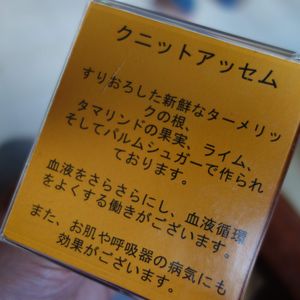 クニットアッセム
すりおろした新鮮なターメリッ
クの根、
タマリンドの果実、ライム、
そしてパルムシュガーで作られ
ております。
血液をさらさらにし、血液循環
をよくする働きがございます。
また、お肌や呼吸器の病気にも
効果がございます。